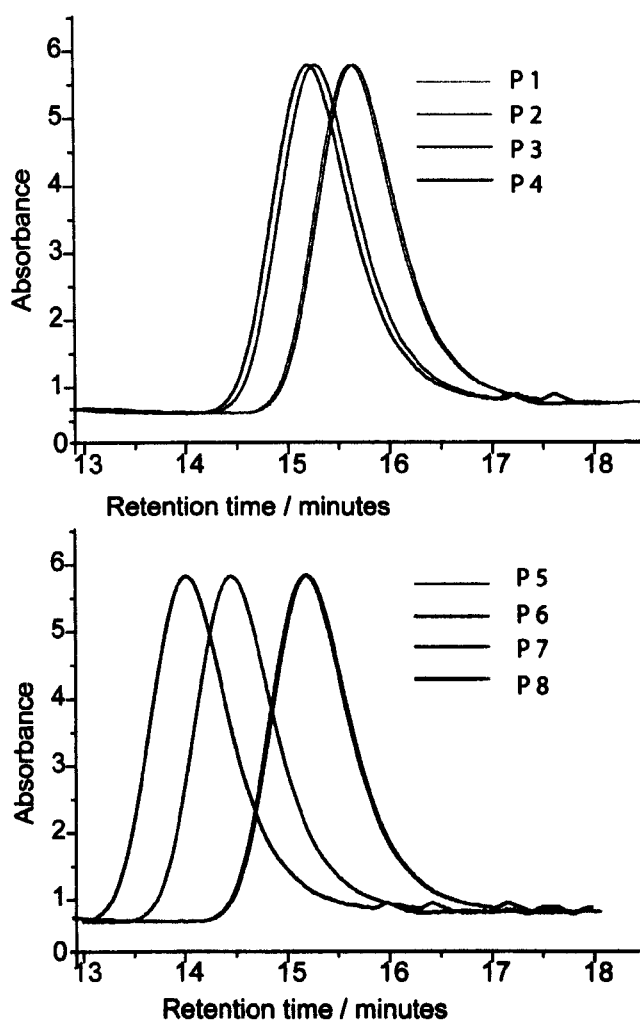 6
5
4
3
2
1
0
Absorbance
P 1
P 2
P 3
P 4
13 14 15 16 17 18
Retention time / minutes
6
5
4
3
2
1
0
Absorbance
P 5
P 6
P 7
P 8
13 14 15 16 17 18
Retention time / minutes